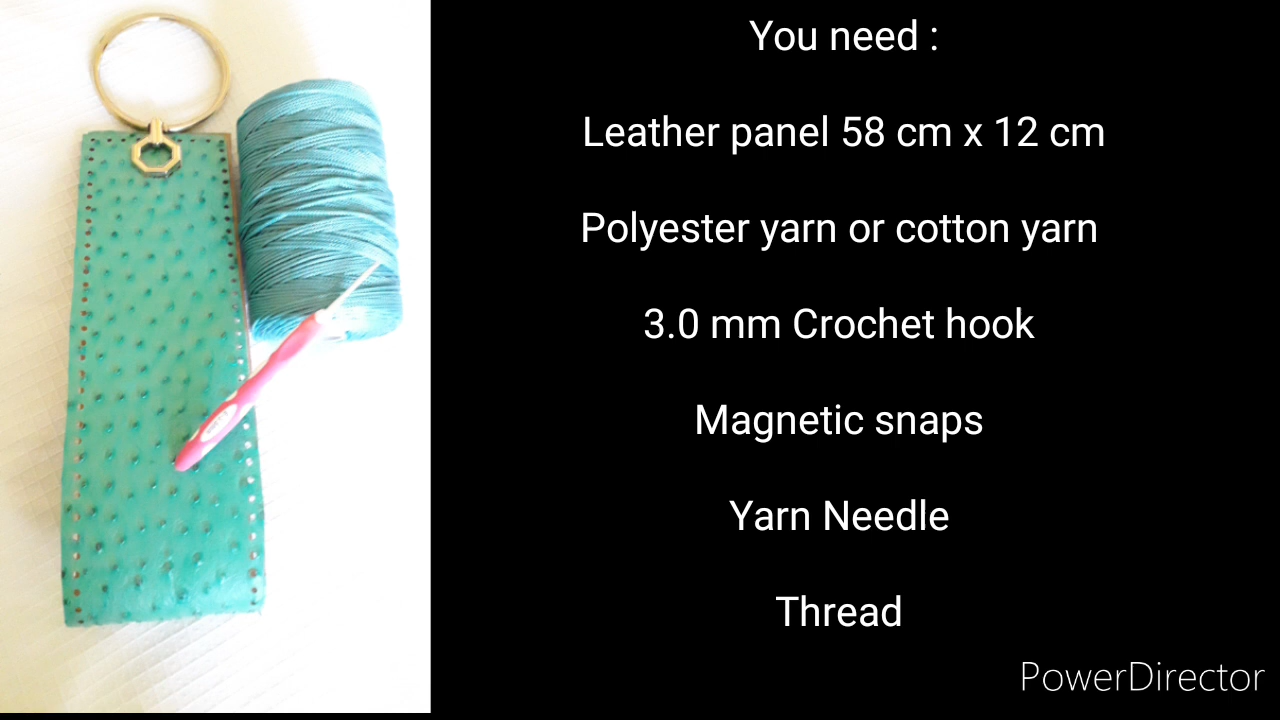 You need :
Leather panel 58 cm x 12 cm
Polyester yarn or cotton yarn
3.0 mm Crochet hook
Magnetic snaps
Yarn Needle
Thread
PowerDirector